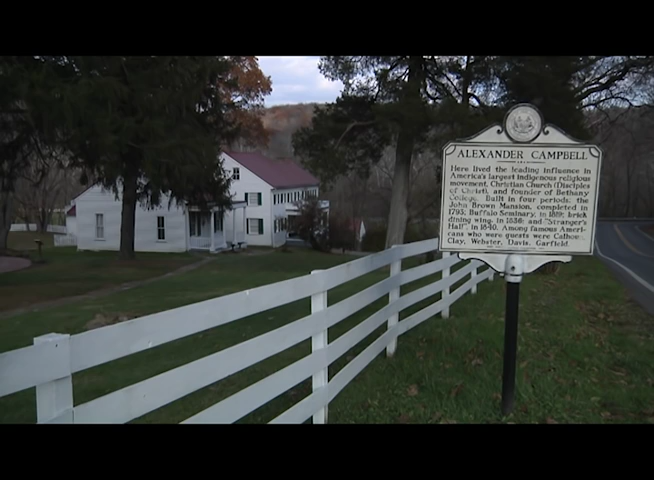 ALEXANDER CAMPBELL
Here lived the leading influence in
America's largest indigenous religious
movement, Christian Church (Disciples
of Christ), and founder of Bethany
College. Built in four periods: the
John Brown Mansion, completed in
1795; Buffalo Seminary, in 1819; brick
dining wing, in 1836; and "Stranger's
Hall", in 1840. Among famous Ameri-
cans who were guests were Calhoun,
Clay, Webster, Davis, Garfield.